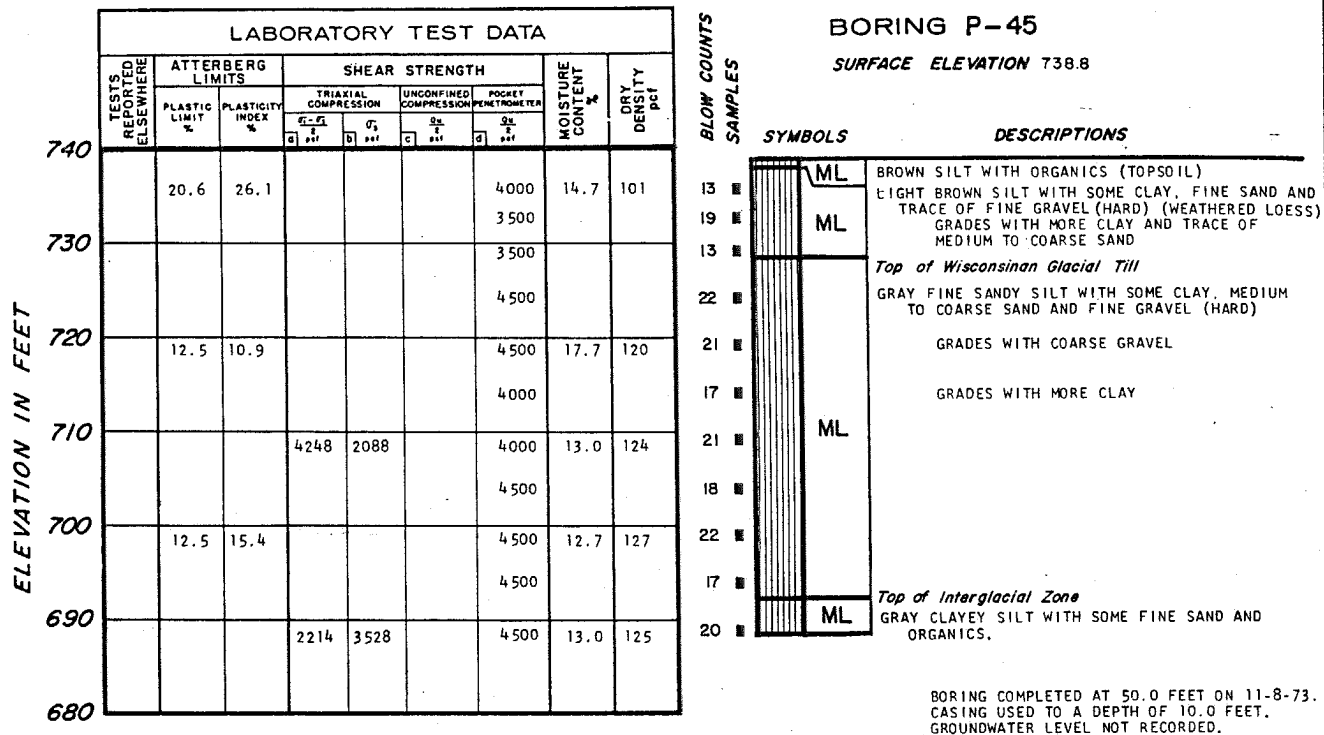 LABORATORY TEST DATA
TESTS REPORTED ELSEWHERE
ATTERBERG LIMITS
SHEAR STRENGTH
MOISTURE CONTENT %
DRY DENSITY pcf
PLASTIC LIMIT %
PLASTICITY INDEX %
TRIAXIAL COMPRESSION
UNCONFINED COMPRESSION
POCKET PENETROMETER
a
b
c
d
BLOW COUNTS
SAMPLES
BORING P-45
SURFACE ELEVATION 738.8
SYMBOLS
DESCRIPTIONS
ELEVATION IN FEET
740
20.6 26.1 4000 14.7 101
3500
730
3500
4500
720
12.5 10.9 4500 17.7 120
4000
710
4248 2088 4000 13.0 124
4500
700
12.5 15.4 4500 12.7 127
4500
690
2214 3528 4500 13.0 125
680
13
19
13
22
21
17
21
18
22
17
20
ML BROWN SILT WITH ORGANICS (TOPSOIL)
LIGHT BROWN SILT WITH SOME CLAY, FINE SAND AND
TRACE OF FINE GRAVEL (HARD) (WEATHERED LOESS)
ML GRADES WITH MORE CLAY AND TRACE OF
MEDIUM TO COARSE SAND
Top of Wisconsinan Glacial Till
GRAY FINE SANDY SILT WITH SOME CLAY, MEDIUM
TO COARSE SAND AND FINE GRAVEL (HARD)
GRADES WITH COARSE GRAVEL
GRADES WITH MORE CLAY
ML
Top of Interglacial Zone
ML GRAY CLAYEY SILT WITH SOME FINE SAND AND
ORGANICS.
BORING COMPLETED AT 50.0 FEET ON 11-8-73.
CASING USED TO A DEPTH OF 10.0 FEET.
GROUNDWATER LEVEL NOT RECORDED.